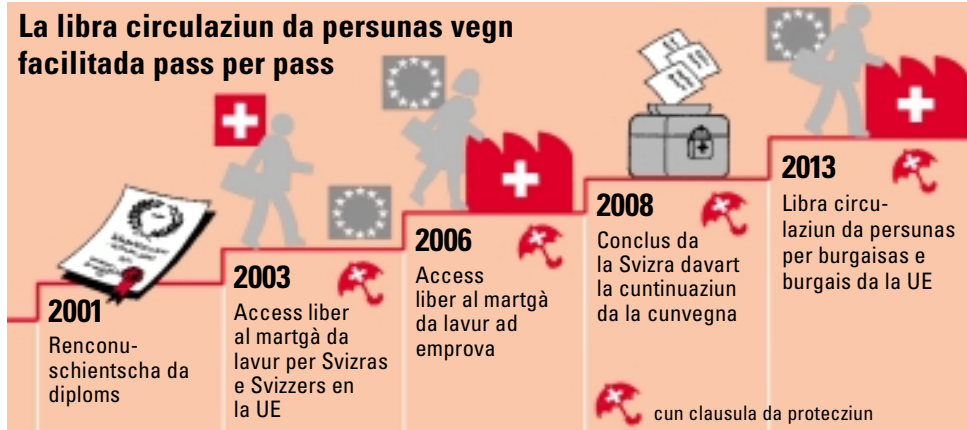 La libra circulaziun da persunas vegn
facilitada pass per pass
2001
Renconu-
schientscha da
diploms
2003
Access liber
al martgà da
lavur per Svizras
e Svizzers en
la UE
2006
Access
liber al martgà
da lavur ad
emprova
2008
Conclus da
la Svizra davart
la cuntinuaziun
da la cunvegna
2013
Libra circu-
laziun da persunas
per burgaisas e
burgais da la UE
cun clausula da protecziun